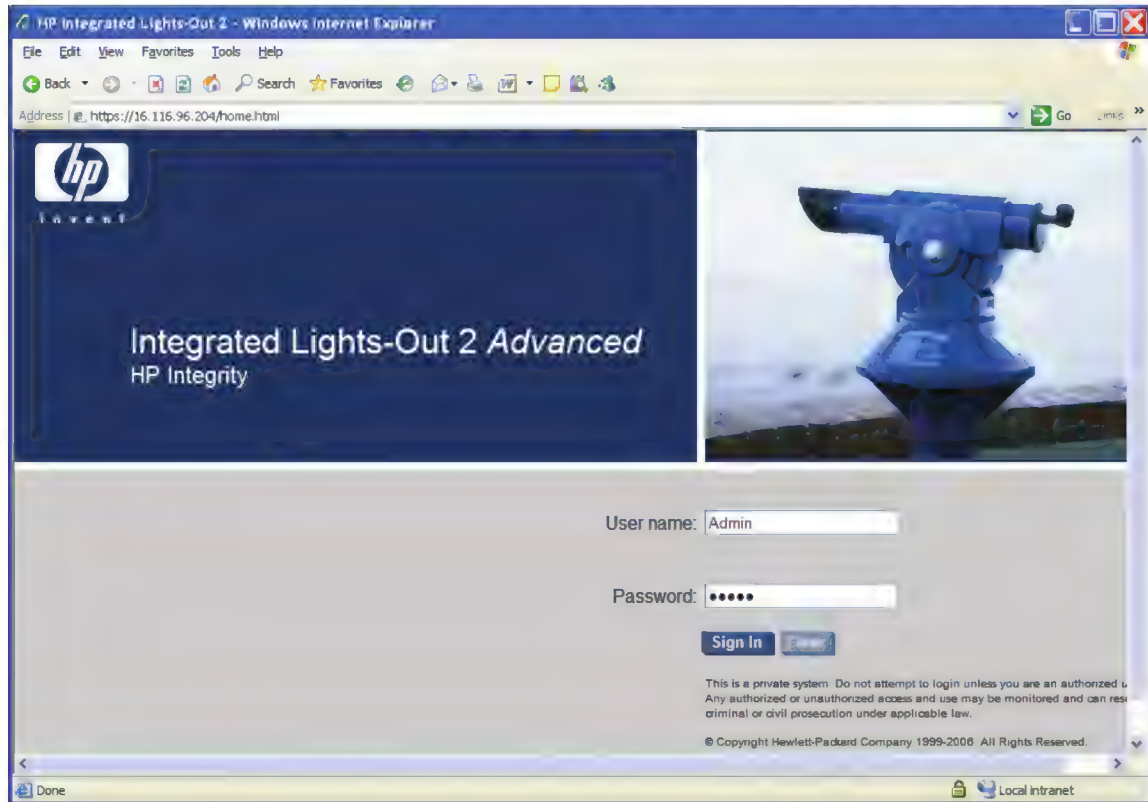 HP Integrated Lights-Out 2 - Windows Internet Explorer
File Edit View Favorites Tools Help
Back Search Favorites
Address https://16.116.96.204/home.html Go Links »
hp
invent
Integrated Lights-Out 2 Advanced
HP Integrity
User name: Admin
Password: •••••
Sign In
This is a private system. Do not attempt to login unless you are an authorized u
Any authorized or unauthorized access and use may be monitored and can res
criminal or civil prosecution under applicable law.
© Copyright Hewlett-Packard Company 1999-2006. All Rights Reserved.
Done Local intranet